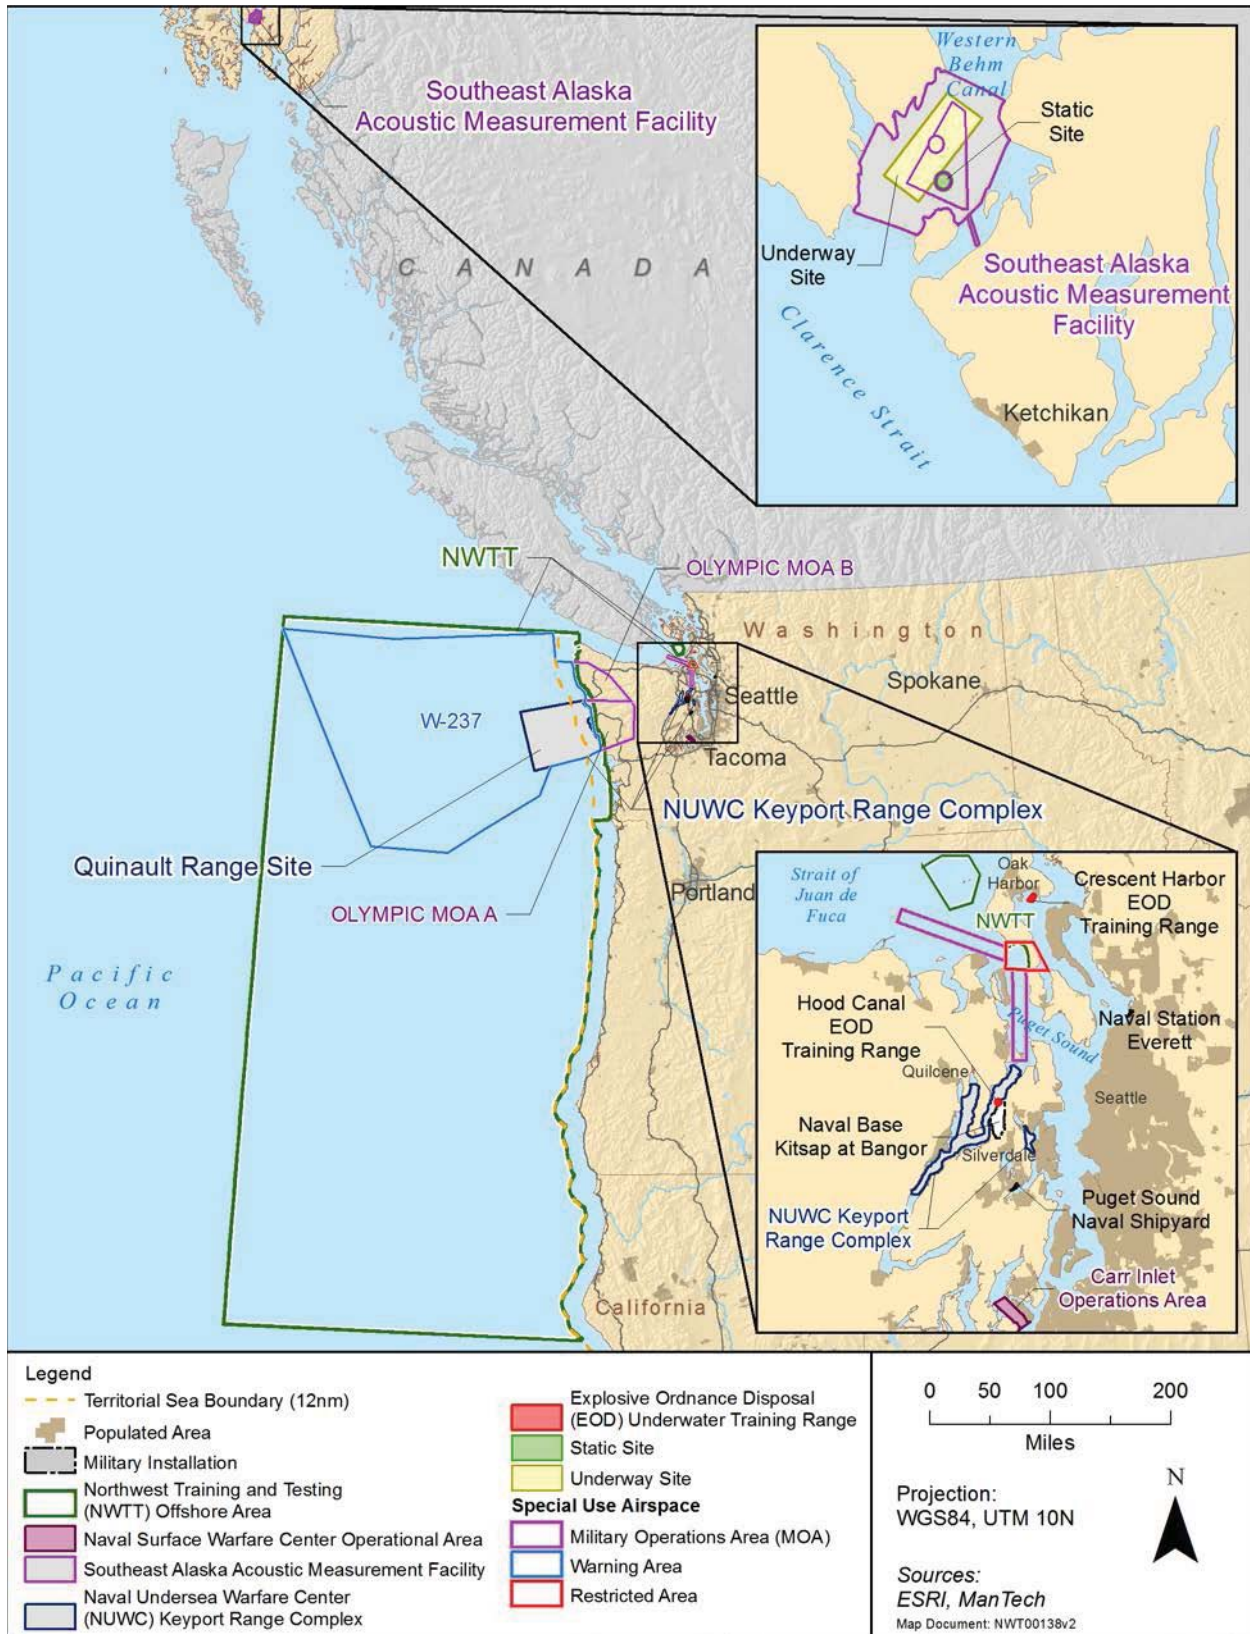 Southeast Alaska
Acoustic Measurement Facility
CANADA
Western
Behm
Canal
Static
Site
Underway
Site
Southeast Alaska
Acoustic Measurement
Facility
Clarence Strait
Ketchikan
NWTT
OLYMPIC MOA B
Washington
Spokane
Seattle
W-237
Tacoma
NUWC Keyport Range Complex
Quinault Range Site
Portland
OLYMPIC MOA A
Pacific
Ocean
California
Strait of
Juan de
Fuca
Oak
Harbor
Crescent Harbor
EOD
Training Range
NWTT
Hood Canal
EOD
Training Range
Puget Sound
Naval Station
Everett
Quilcene
Seattle
Naval Base
Kitsap at Bangor
Silverdale
NUWC Keyport
Range Complex
Puget Sound
Naval Shipyard
Carr Inlet
Operations Area
Legend
Territorial Sea Boundary (12nm)
Populated Area
Military Installation
Northwest Training and Testing
(NWTT) Offshore Area
Naval Surface Warfare Center Operational Area
Southeast Alaska Acoustic Measurement Facility
Naval Undersea Warfare Center
(NUWC) Keyport Range Complex
Explosive Ordnance Disposal
(EOD) Underwater Training Range
Static Site
Underway Site
Special Use Airspace
Military Operations Area (MOA)
Warning Area
Restricted Area
0 50 100 200
Miles
N
Projection:
WGS84, UTM 10N
Sources:
ESRI, ManTech
Map Document: NWT00138v2